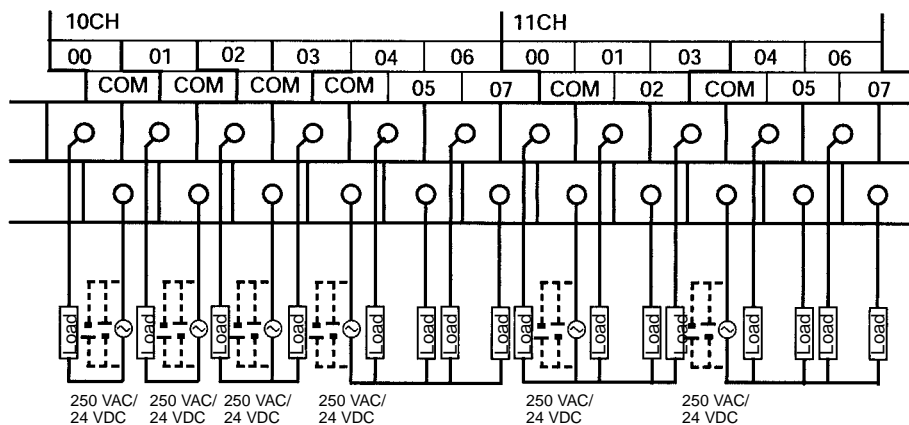 10CH 11CH
00 01 02 03 04 06 00 01 03 04 06
COM COM COM COM 05 07 COM 02 COM 05 07
Load Load Load Load Load Load Load Load Load Load Load Load Load Load Load Load
250 VAC/ 250 VAC/ 250 VAC/ 250 VAC/ 250 VAC/ 250 VAC/
24 VDC 24 VDC 24 VDC 24 VDC 24 VDC 24 VDC